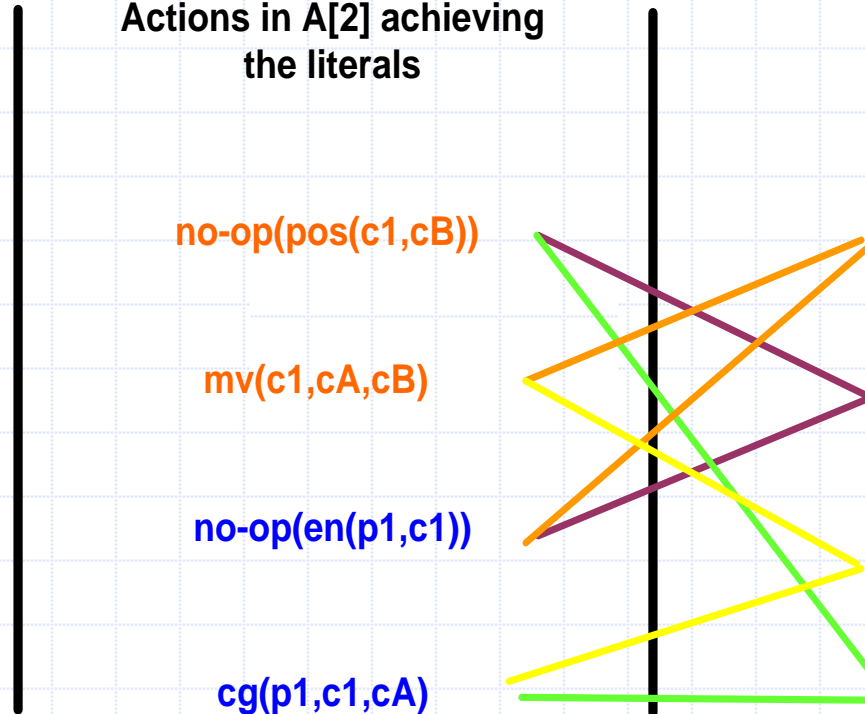 Actions in A[2] achieving
the literals
no-op(pos(c1,cB))
mv(c1,cA,cB)
no-op(en(p1,c1))
cg(p1,c1,cA)